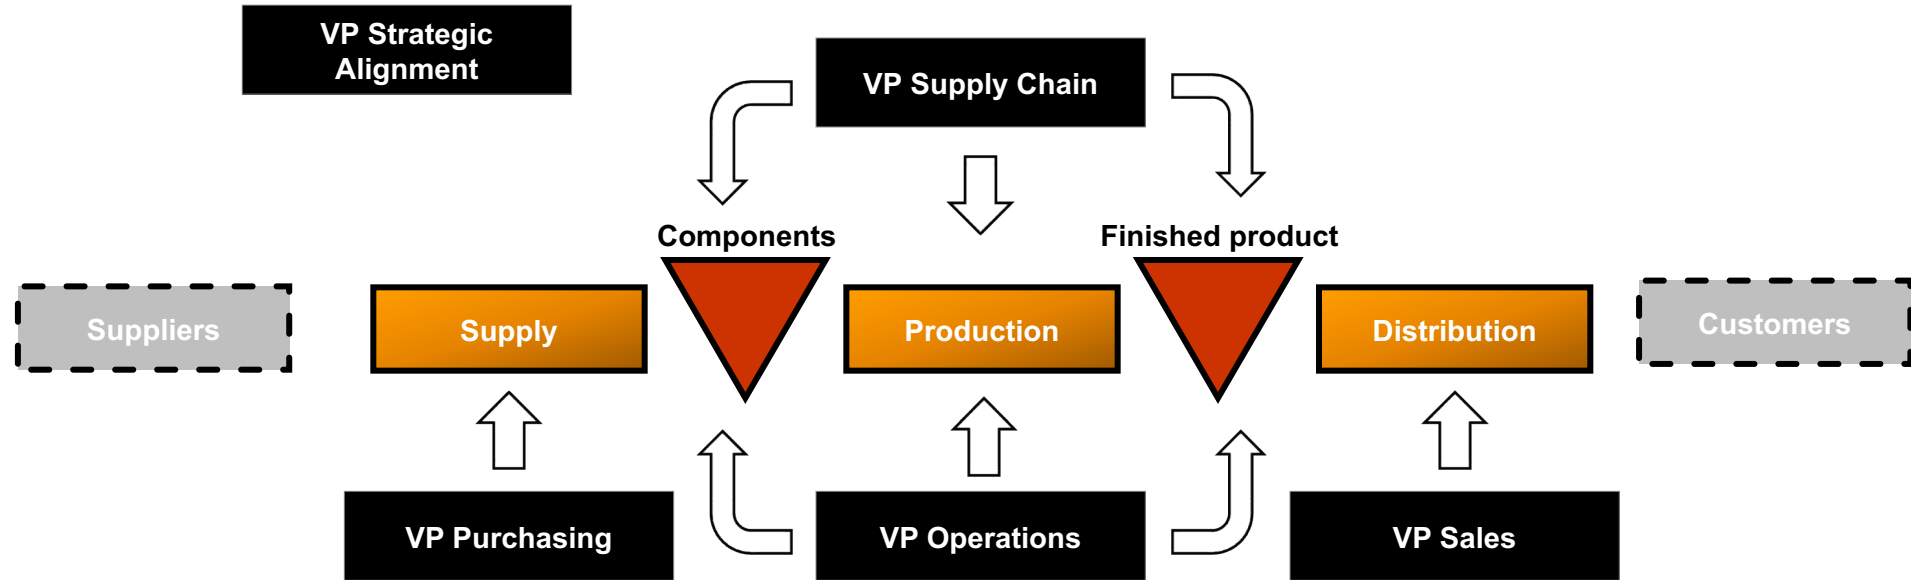 VP Strategic
Alignment
VP Supply Chain
Components
Finished product
Suppliers
Supply
Production
Distribution
Customers
VP Purchasing
VP Operations
VP Sales